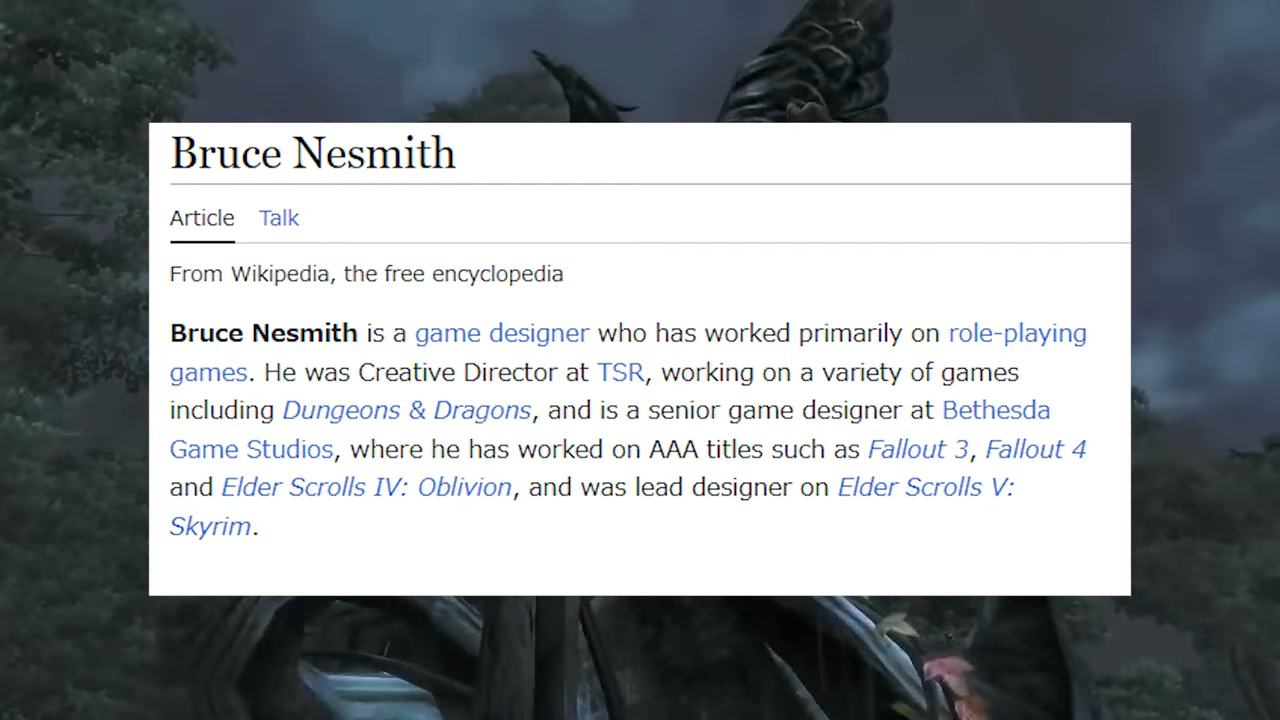 Bruce Nesmith
Article Talk
From Wikipedia, the free encyclopedia
Bruce Nesmith is a game designer who has worked primarily on role-playing
games. He was Creative Director at TSR, working on a variety of games
including Dungeons & Dragons, and is a senior game designer at Bethesda
Game Studios, where he has worked on AAA titles such as Fallout 3, Fallout 4
and Elder Scrolls IV: Oblivion, and was lead designer on Elder Scrolls V:
Skyrim.